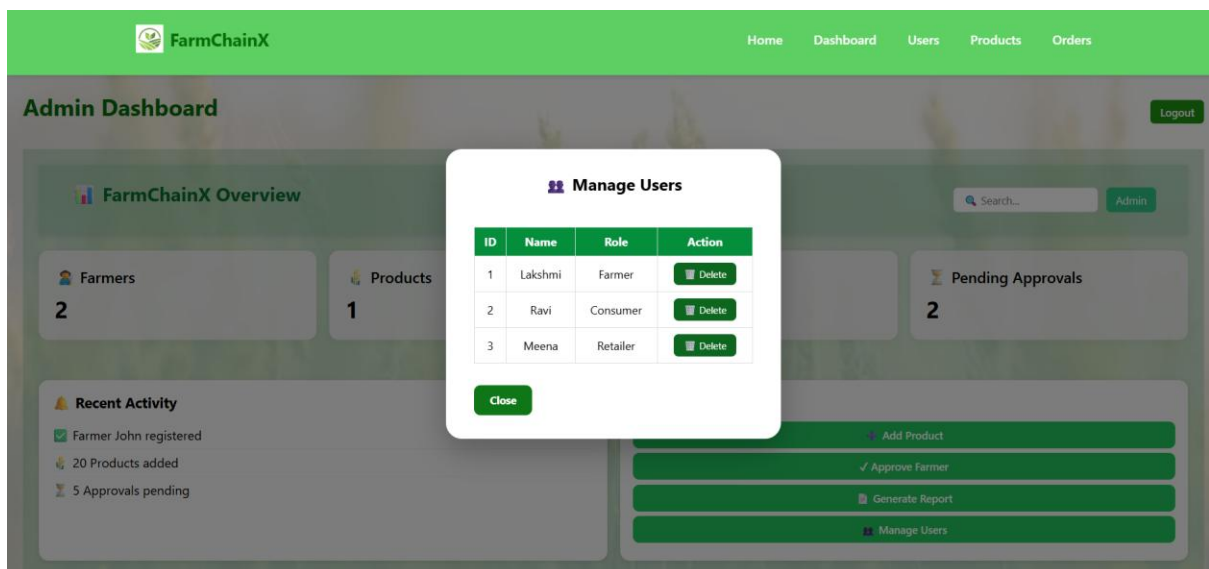 FarmChainX
Home Dashboard Users Products Orders
Admin Dashboard
Logout
FarmChainX Overview
Search...
Admin
Farmers
2
Products
1
Pending Approvals
2
Manage Users
ID Name Role Action
1 Lakshmi Farmer Delete
2 Ravi Consumer Delete
3 Meena Retailer Delete
Close
Recent Activity
Farmer John registered
20 Products added
5 Approvals pending
Add Product
✓ Approve Farmer
Generate Report
Manage Users